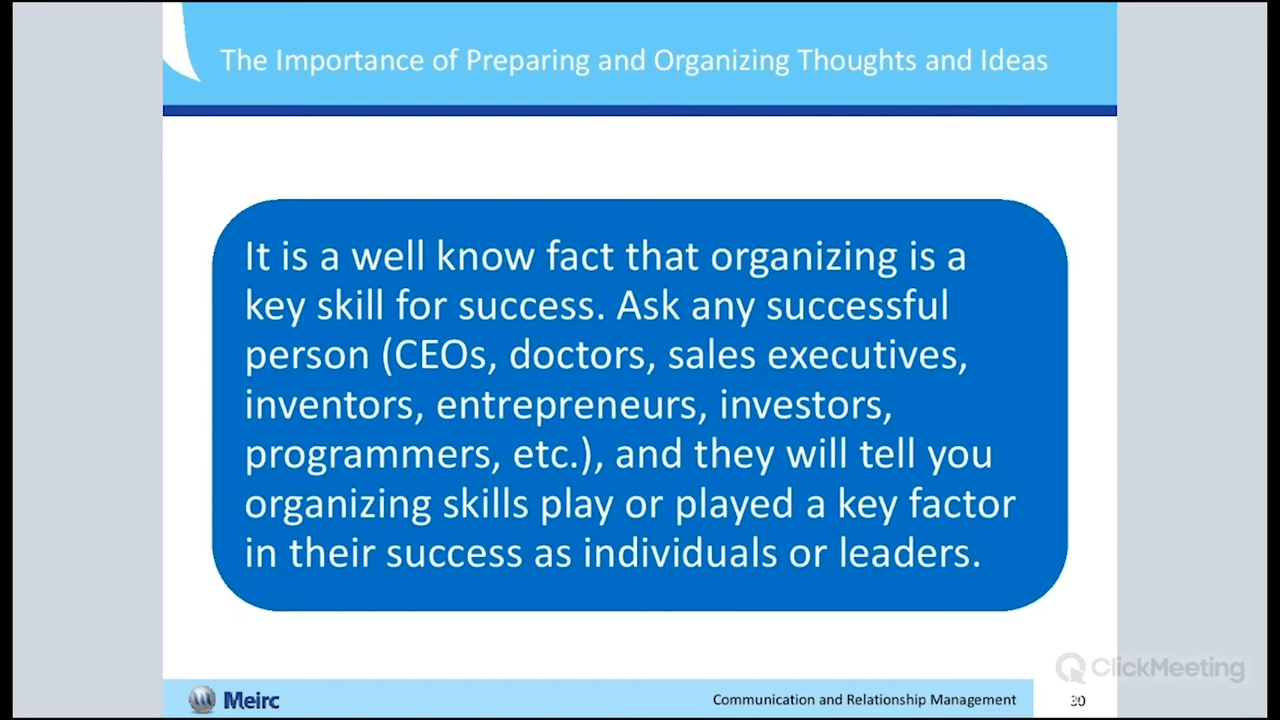 The Importance of Preparing and Organizing Thoughts and Ideas
It is a well know fact that organizing is a
key skill for success. Ask any successful
person (CEOs, doctors, sales executives,
inventors, entrepreneurs, investors,
programmers, etc.), and they will tell you
organizing skills play or played a key factor
in their success as individuals or leaders.
ClickMeeting
Meirc
Communication and Relationship Management
30